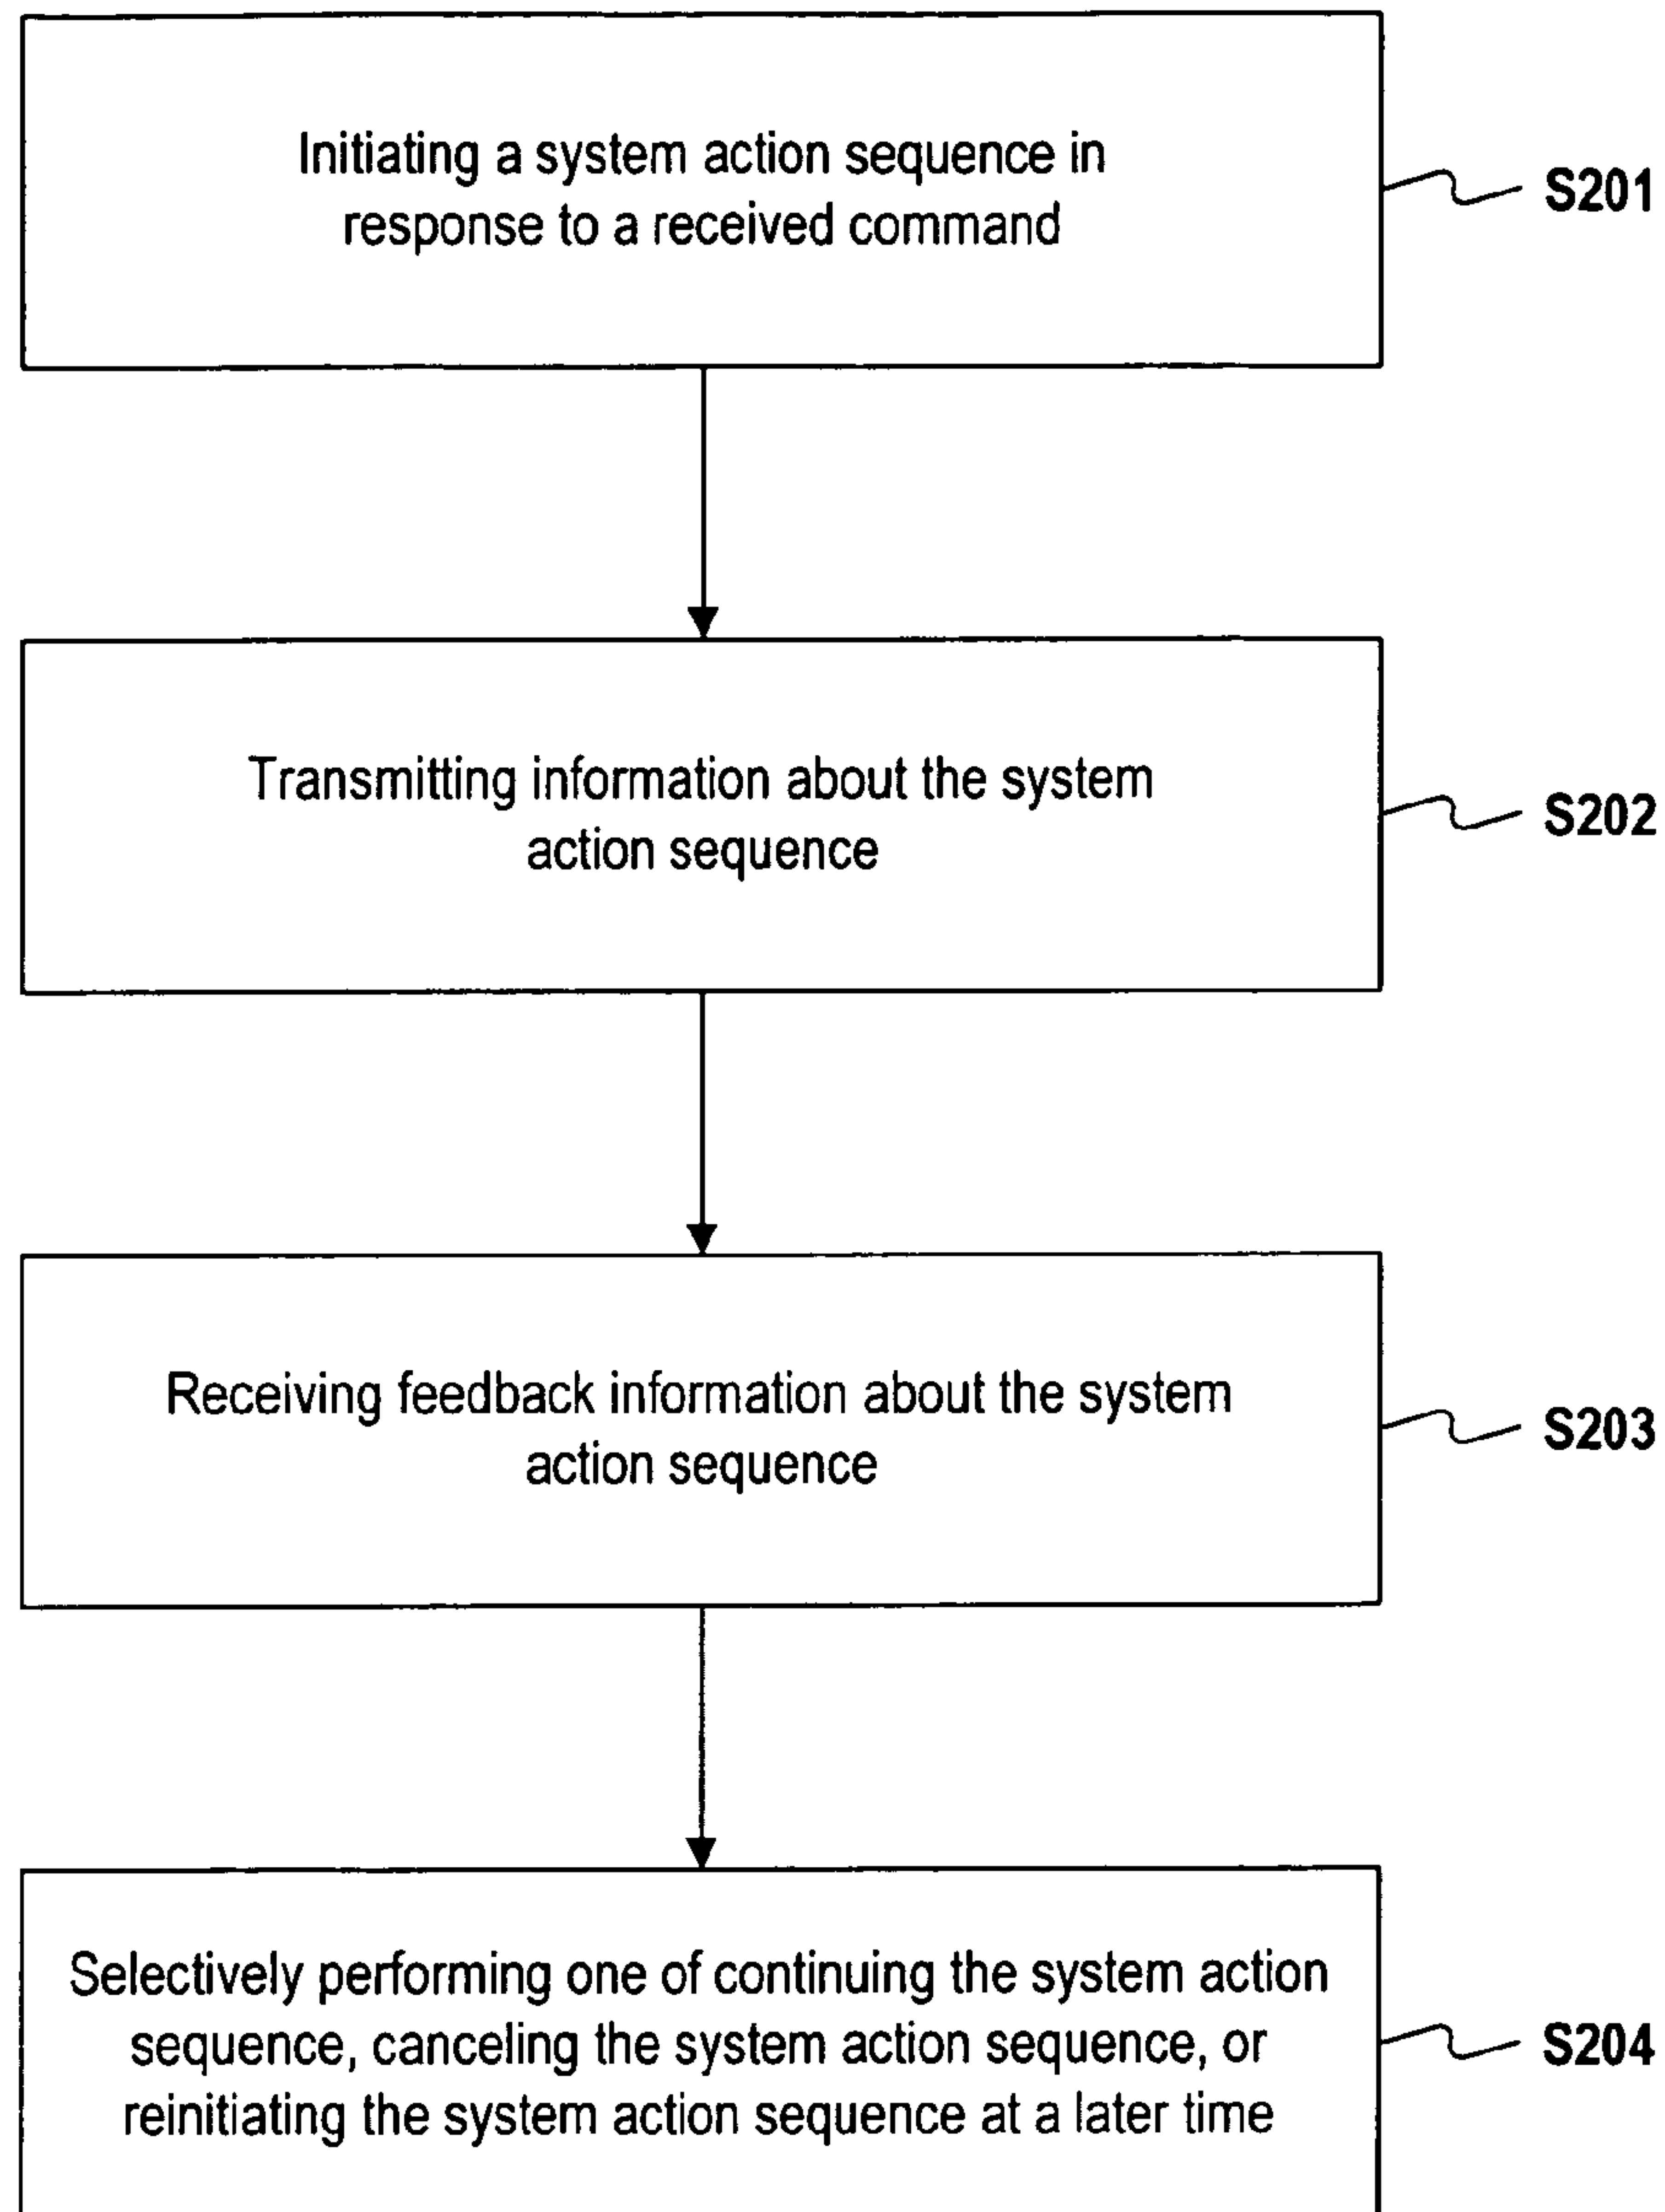 Initiating a system action sequence in
response to a received command
S201
Transmitting information about the system
action sequence
S202
Receiving feedback information about the system
action sequence
S203
Selectively performing one of continuing the system action
sequence, canceling the system action sequence, or
reinitiating the system action sequence at a later time
S204